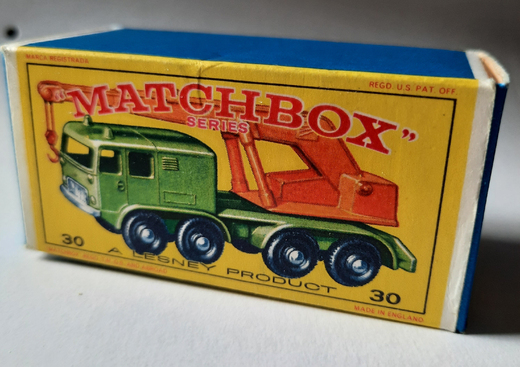 MARCA REGISTRADA
REGD. U.S. PAT. OFF
"MATCHBOX"
SERIES
30
A LESNEY PRODUCT
30
MADE IN ENGLAND